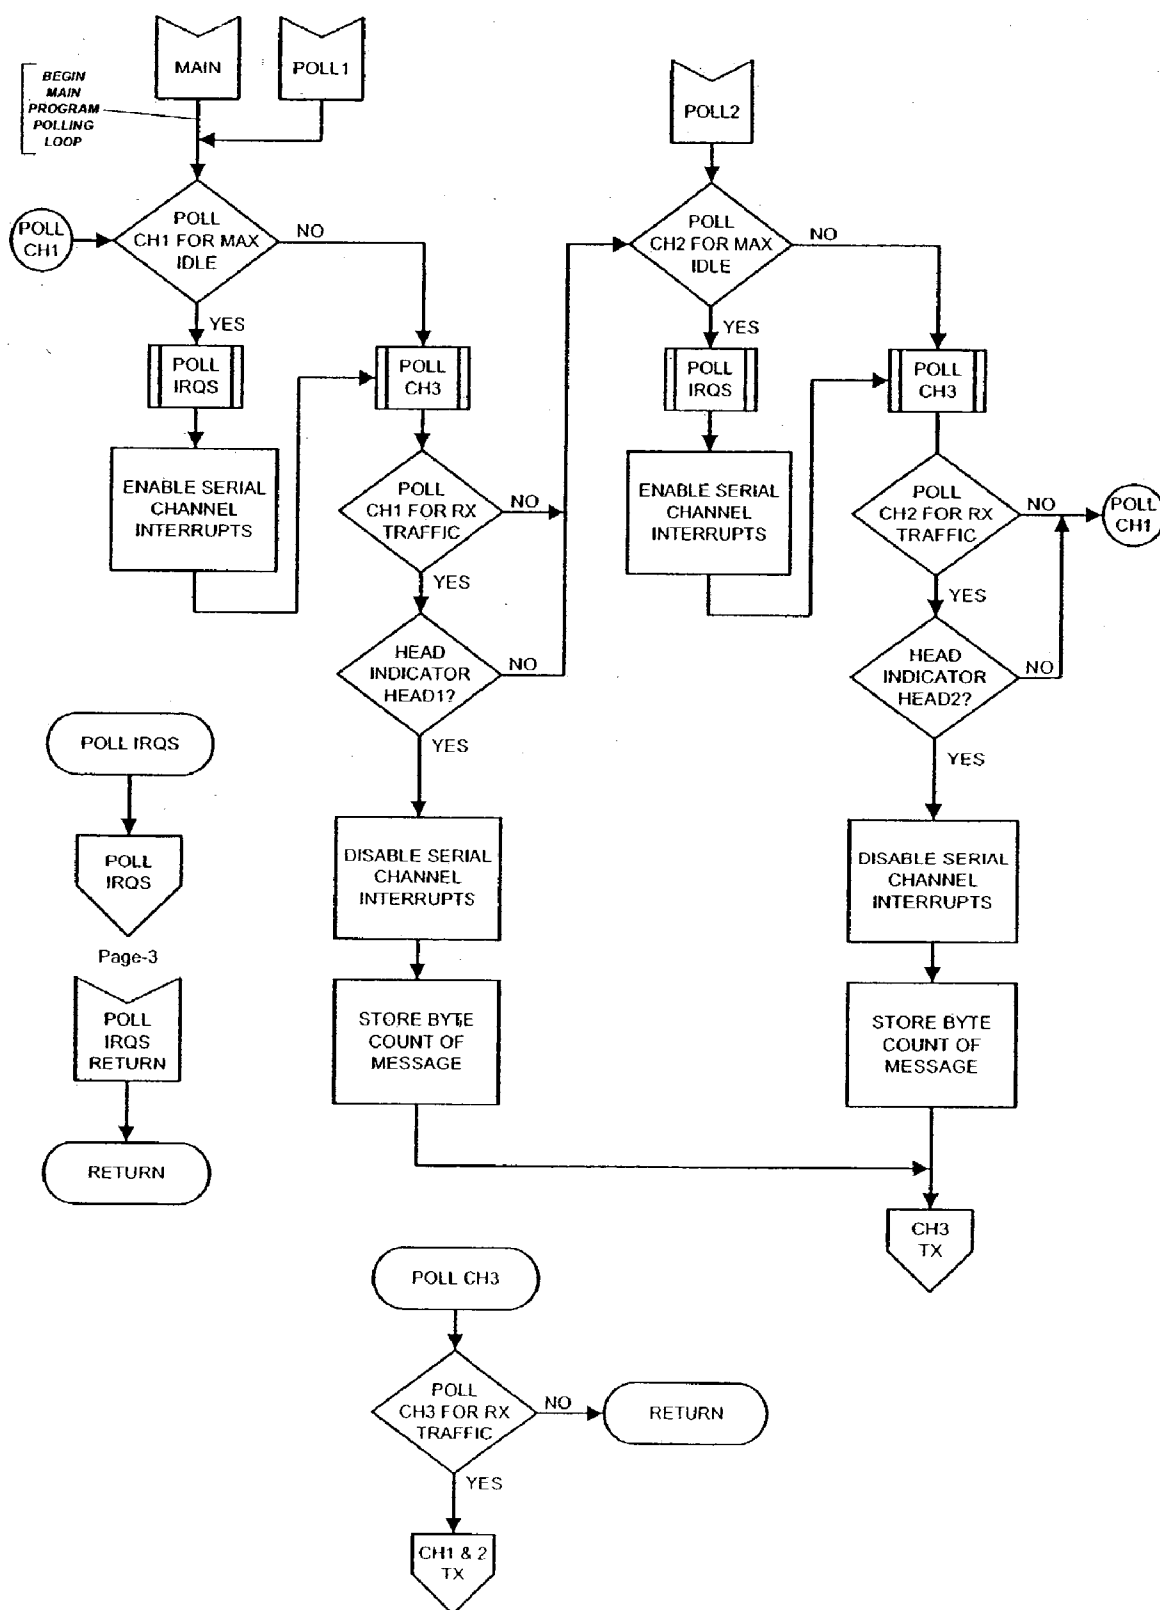 MAIN
POLL1
BEGIN
MAIN
PROGRAM
POLLING
LOOP
POLL2
POLL
CH1
POLL
CH1 FOR MAX
IDLE
NO
YES
POLL
CH2 FOR MAX
IDLE
NO
YES
POLL
IRQS
POLL
CH3
POLL
IRQS
POLL
CH3
ENABLE SERIAL
CHANNEL
INTERRUPTS
POLL
CH1 FOR RX
TRAFFIC
NO
YES
ENABLE SERIAL
CHANNEL
INTERRUPTS
POLL
CH2 FOR RX
TRAFFIC
NO
YES
POLL
CH1
HEAD
INDICATOR
HEAD1?
NO
YES
HEAD
INDICATOR
HEAD2?
NO
YES
POLL IRQS
POLL
IRQS
Page-3
POLL
IRQS
RETURN
RETURN
DISABLE SERIAL
CHANNEL
INTERRUPTS
DISABLE SERIAL
CHANNEL
INTERRUPTS
STORE BYTE
COUNT OF
MESSAGE
STORE BYTE
COUNT OF
MESSAGE
CH3
TX
POLL CH3
POLL
CH3 FOR RX
TRAFFIC
NO
RETURN
YES
CH1 & 2
TX